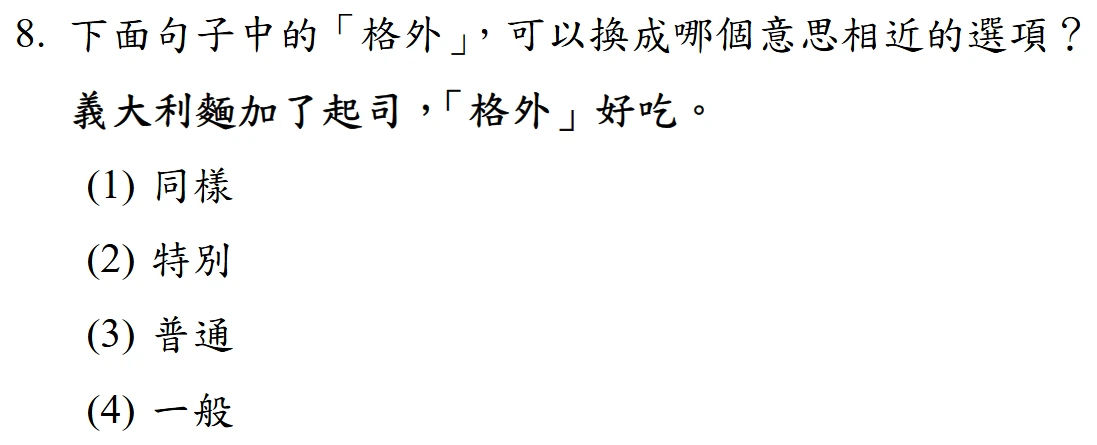 8. 下面句子中的「格外」，可以換成哪個意思相近的選項？
義大利麵加了起司，「格外」好吃。
(1) 同樣
(2) 特別
(3) 普通
(4) 一般